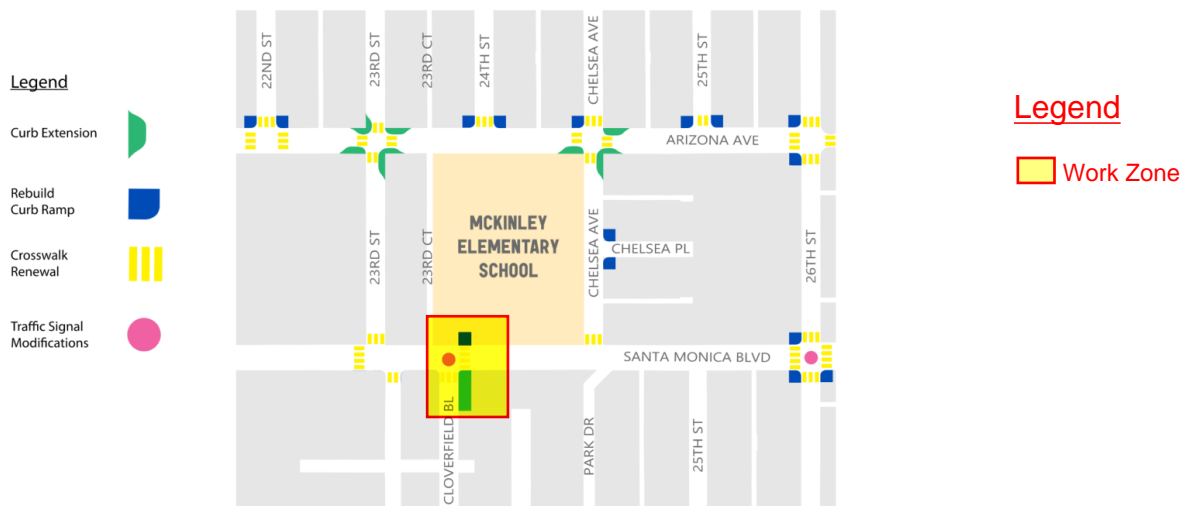 Legend
Curb Extension
Rebuild
Curb Ramp
Crosswalk
Renewal
Traffic Signal
Modifications
22ND ST
23RD ST
23RD CT
24TH ST
CHELSEA AVE
25TH ST
ARIZONA AVE
MCKINLEY
ELEMENTARY
SCHOOL
23RD ST
23RD CT
CHELSEA AVE
CHELSEA PL
26TH ST
SANTA MONICA BLVD
CLOVERFIELD BL
PARK DR
25TH ST
Legend
Work Zone